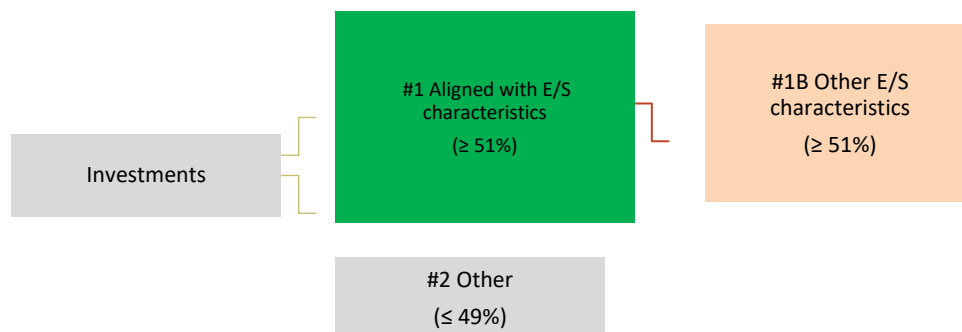 #1 Aligned with E/S
characteristics
(≥ 51%)
#1B Other E/S
characteristics
(≥ 51%)
Investments
#2 Other
(≤ 49%)